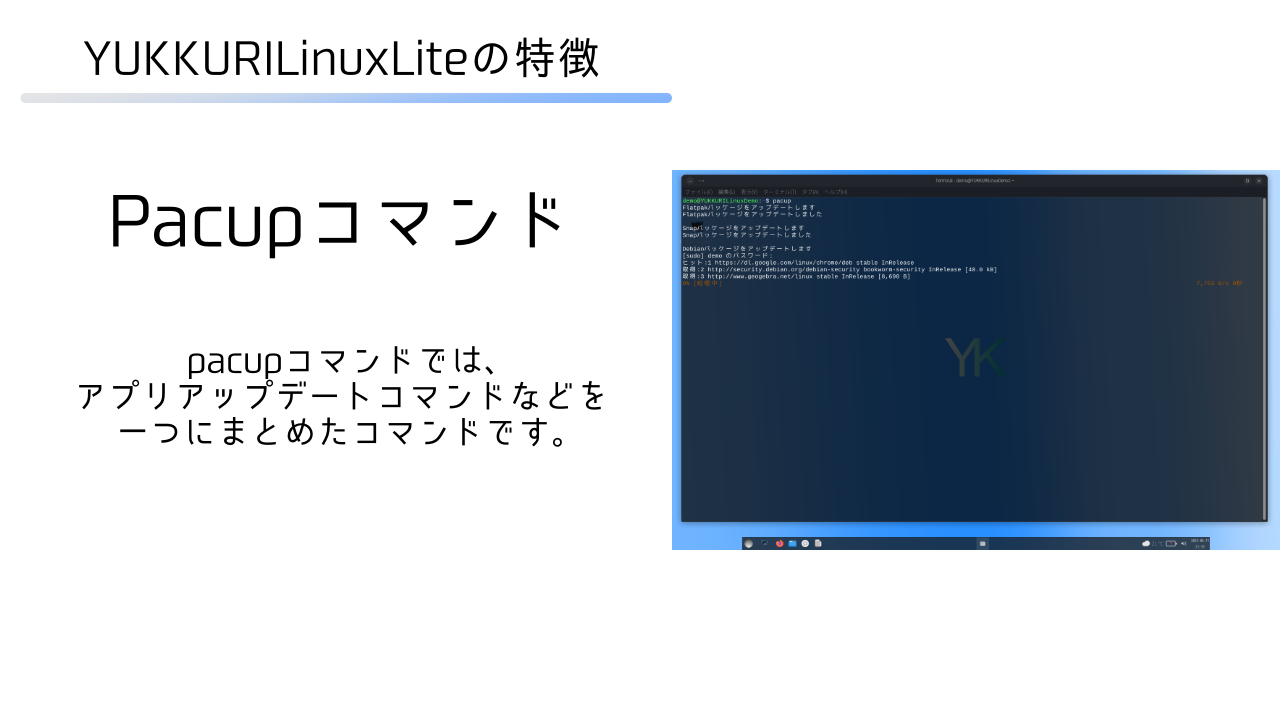 YUKKURILinuxLiteの特徴
Pacupコマンド
pacupコマンドでは、
アプリアップデートコマンドなどを
一つにまとめたコマンドです。
ファイル(F) 編集(E) 表示(V) ターミナル(T) タブ(A) ヘルプ(H)
demo@YUKKURILinuxDemo: $ pacup
Flatpakパッケージをアップデートします
Flatpakパッケージをアップデートしました
Snapパッケージをアップデートします
Snapパッケージをアップデートしました
Debianパッケージをアップデートします
[sudo] demo のパスワード:
ヒット:1 https://dl.google.com/linux/chrome/deb stable InRelease
取得:2 http://security.debian.org/debian-security bookworm-security InRelease [48.0 kB]
取得:3 http://www.geogebra.net/linux stable InRelease [8,690 B]
0% [処理中]
YK